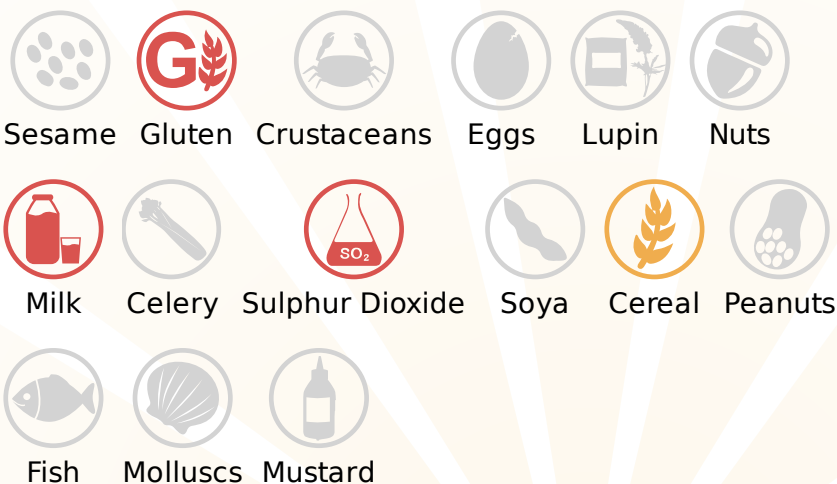 G
Sesame Gluten Crustaceans Eggs Lupin Nuts
SO₂
Milk Celery Sulphur Dioxide Soya Cereal Peanuts
Fish Molluscs Mustard